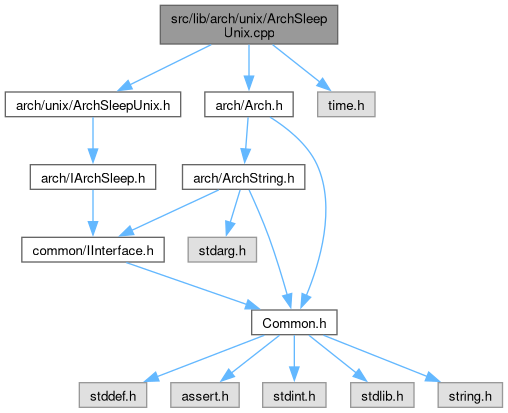 src/lib/arch/unix/ArchSleep
Unix.cpp
arch/unix/ArchSleepUnix.h
arch/Arch.h
time.h
arch/IArchSleep.h
arch/ArchString.h
common/IInterface.h
stdarg.h
Common.h
stddef.h
assert.h
stdint.h
stdlib.h
string.h